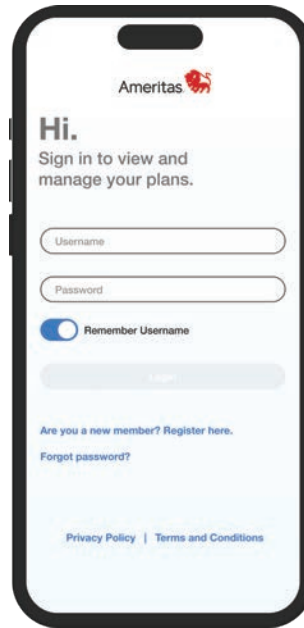 Ameritas
Hi.
Sign in to view and
manage your plans.
Username
Password
Remember Username
Login
Are you a new member? Register here.
Forgot password?
Privacy Policy | Terms and Conditions